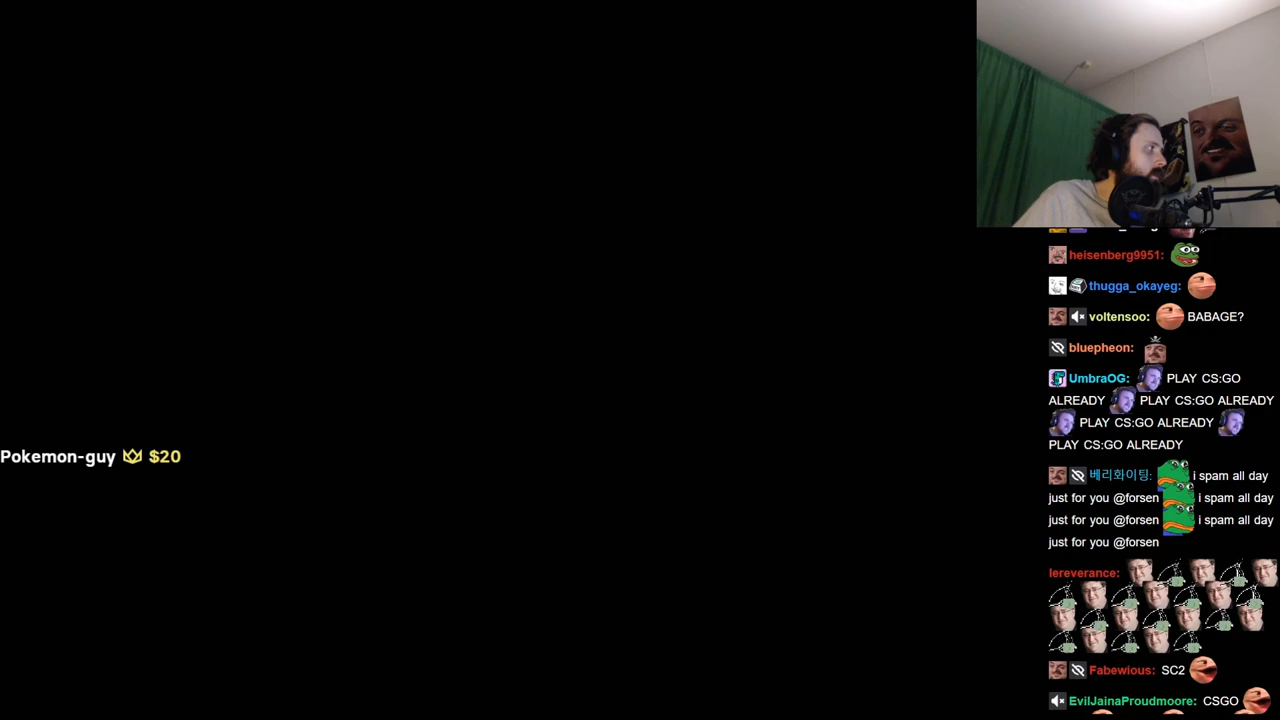 heisenberg9951:
thugga_okayeg:
voltensoo: BABAGE?
bluepheon:
UmbraOG: PLAY CS:GO
ALREADY PLAY CS:GO ALREADY
PLAY CS:GO ALREADY
PLAY CS:GO ALREADY
Pokemon-guy $20
베리화이팅: i spam all day
just for you @forsen i spam all day
just for you @forsen i spam all day
just for you @forsen
lereverance:
Fabewious: SC2
EvilJainaProudmoore: CSGO